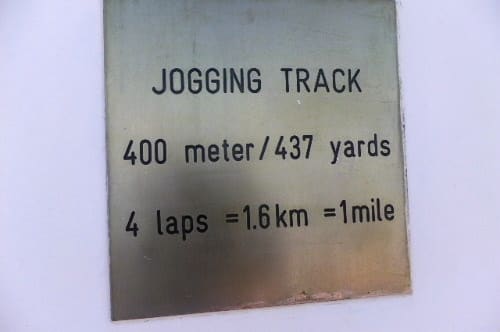 JOGGING TRACK
400 meter/437 yards
4 laps =1.6km =1mile